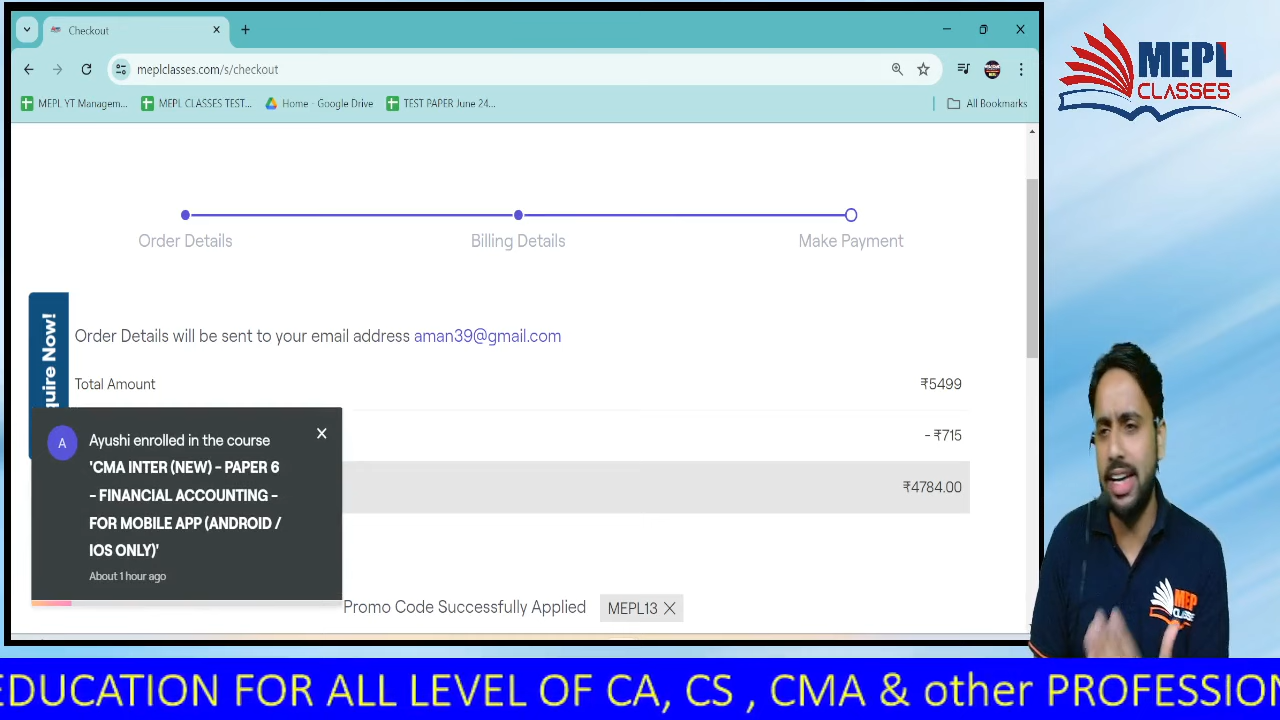 Checkout
meplclasses.com/s/checkout
MEPL YT Managem...
MEPL CLASSES TEST...
Home - Google Drive
TEST PAPER June 24...
All Bookmarks
MEPL
CLASSES
Order Details
Billing Details
Make Payment
Order Details will be sent to your email address aman39@gmail.com
uire Now!
Total Amount ₹5499
- ₹715
₹4784.00
A
Ayushi enrolled in the course
'CMA INTER (NEW) - PAPER 6
- FINANCIAL ACCOUNTING -
FOR MOBILE APP (ANDROID /
IOS ONLY)'
About 1 hour ago
Promo Code Successfully Applied MEPL13
MEPL
CLASSES
EDUCATION FOR ALL LEVEL OF CA, CS , CMA & other PROFESSION